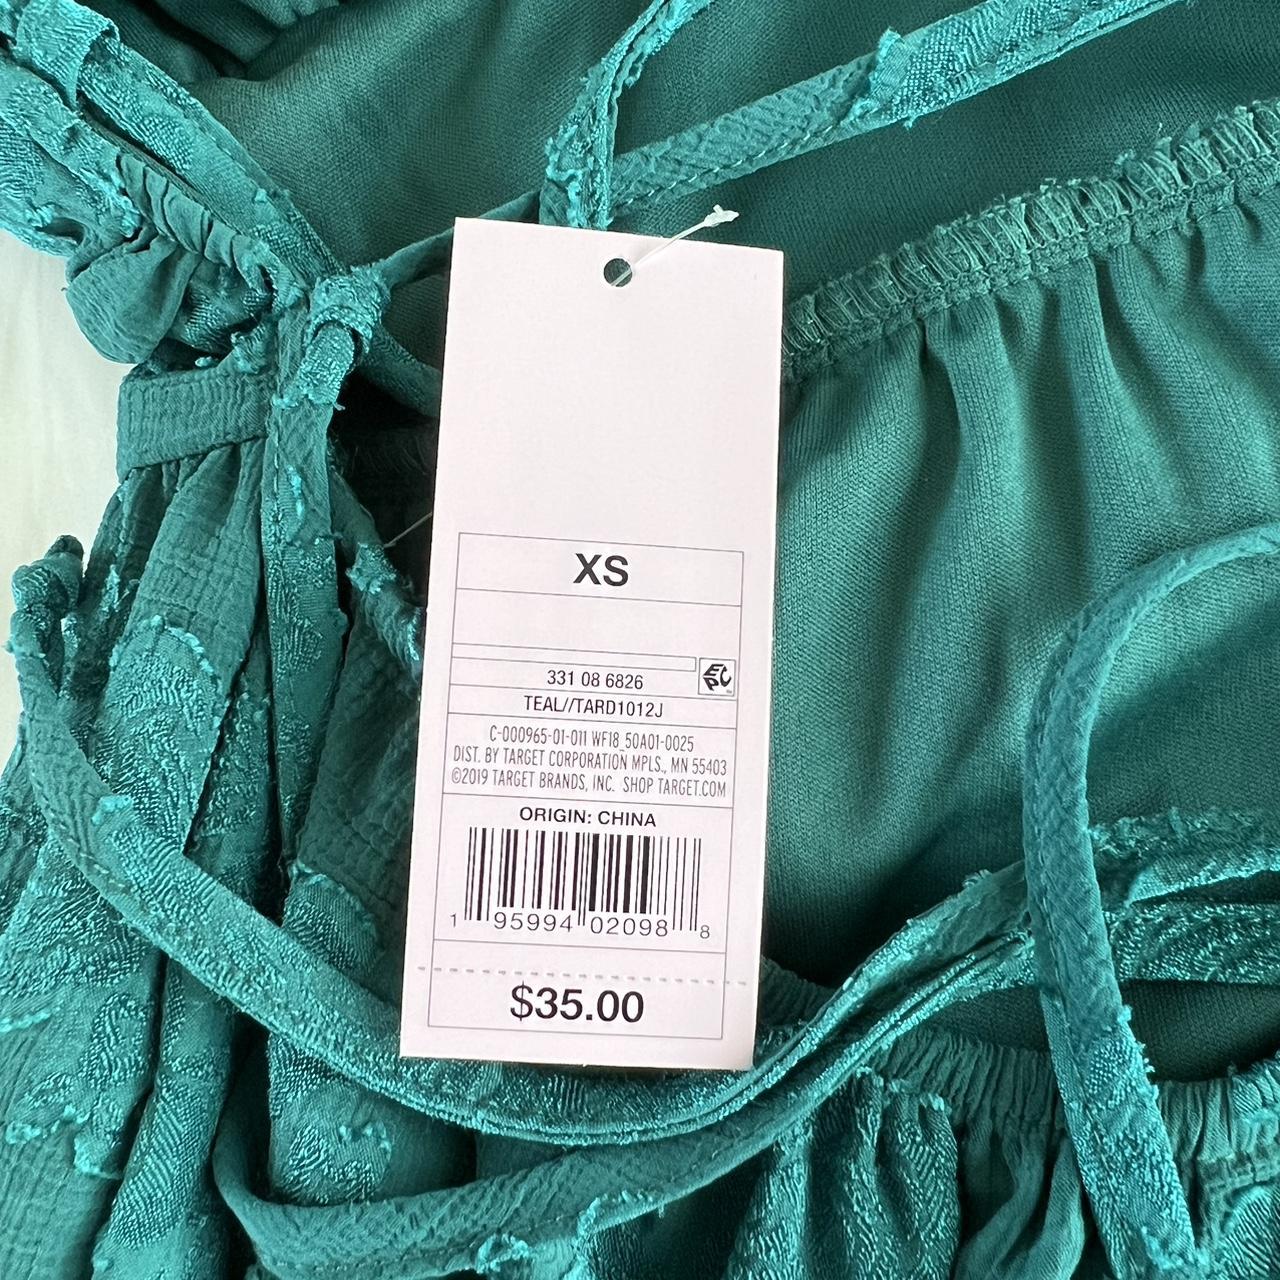 XS
331 08 6826
EPC
TEAL//TARD1012J
C-000965-01-011 WF18_50A01-0025
DIST. BY TARGET CORPORATION MPLS., MN 55403
©2019 TARGET BRANDS, INC. SHOP TARGET.COM
ORIGIN: CHINA
1 95994 02098 8
$35.00